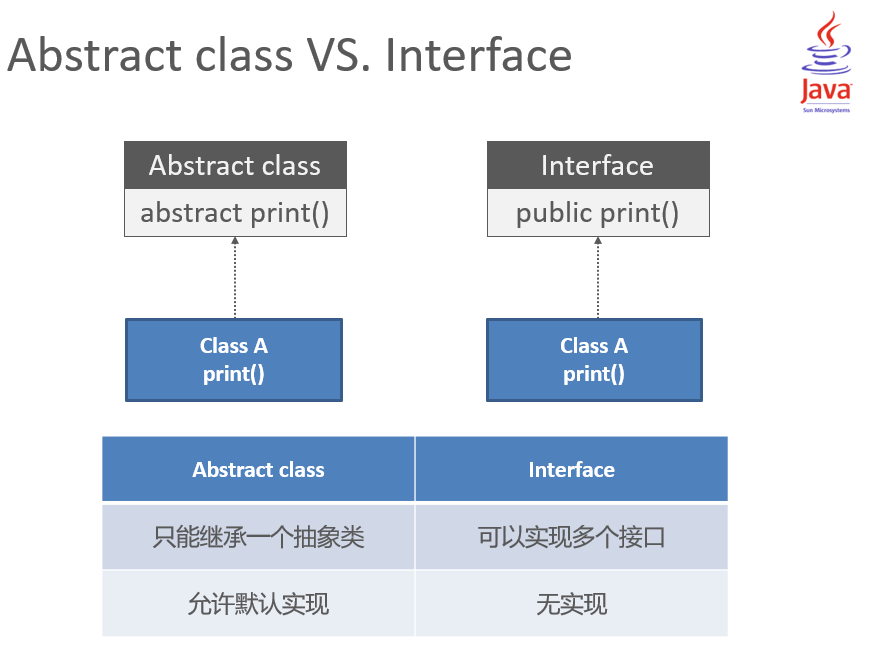 Abstract class VS. Interface
Java
Sun Microsystems
Abstract class
Interface
abstract print()
public print()
Class A
print()
Class A
print()
Abstract class
Interface
只能继承一个抽象类
可以实现多个接口
允许默认实现
无实现